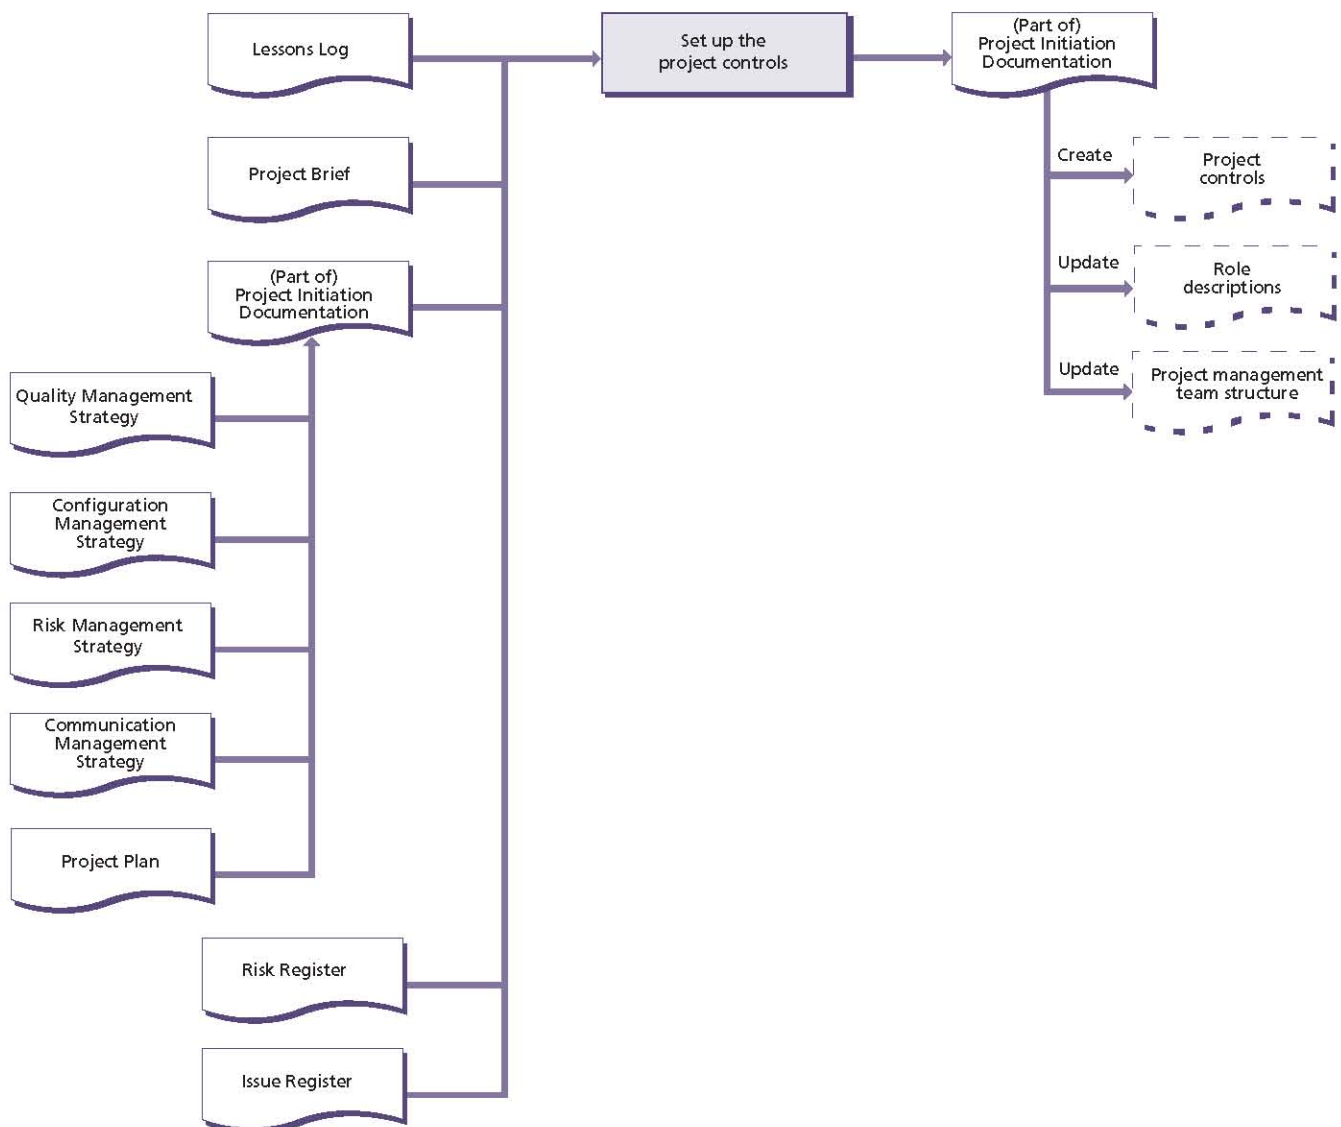 Lessons Log
Set up the
project controls
(Part of)
Project Initiation
Documentation
Project Brief
Create
Project
controls
(Part of)
Project Initiation
Documentation
Update
Role
descriptions
Quality Management
Strategy
Update
Project management
team structure
Configuration
Management
Strategy
Risk Management
Strategy
Communication
Management
Strategy
Project Plan
Risk Register
Issue Register